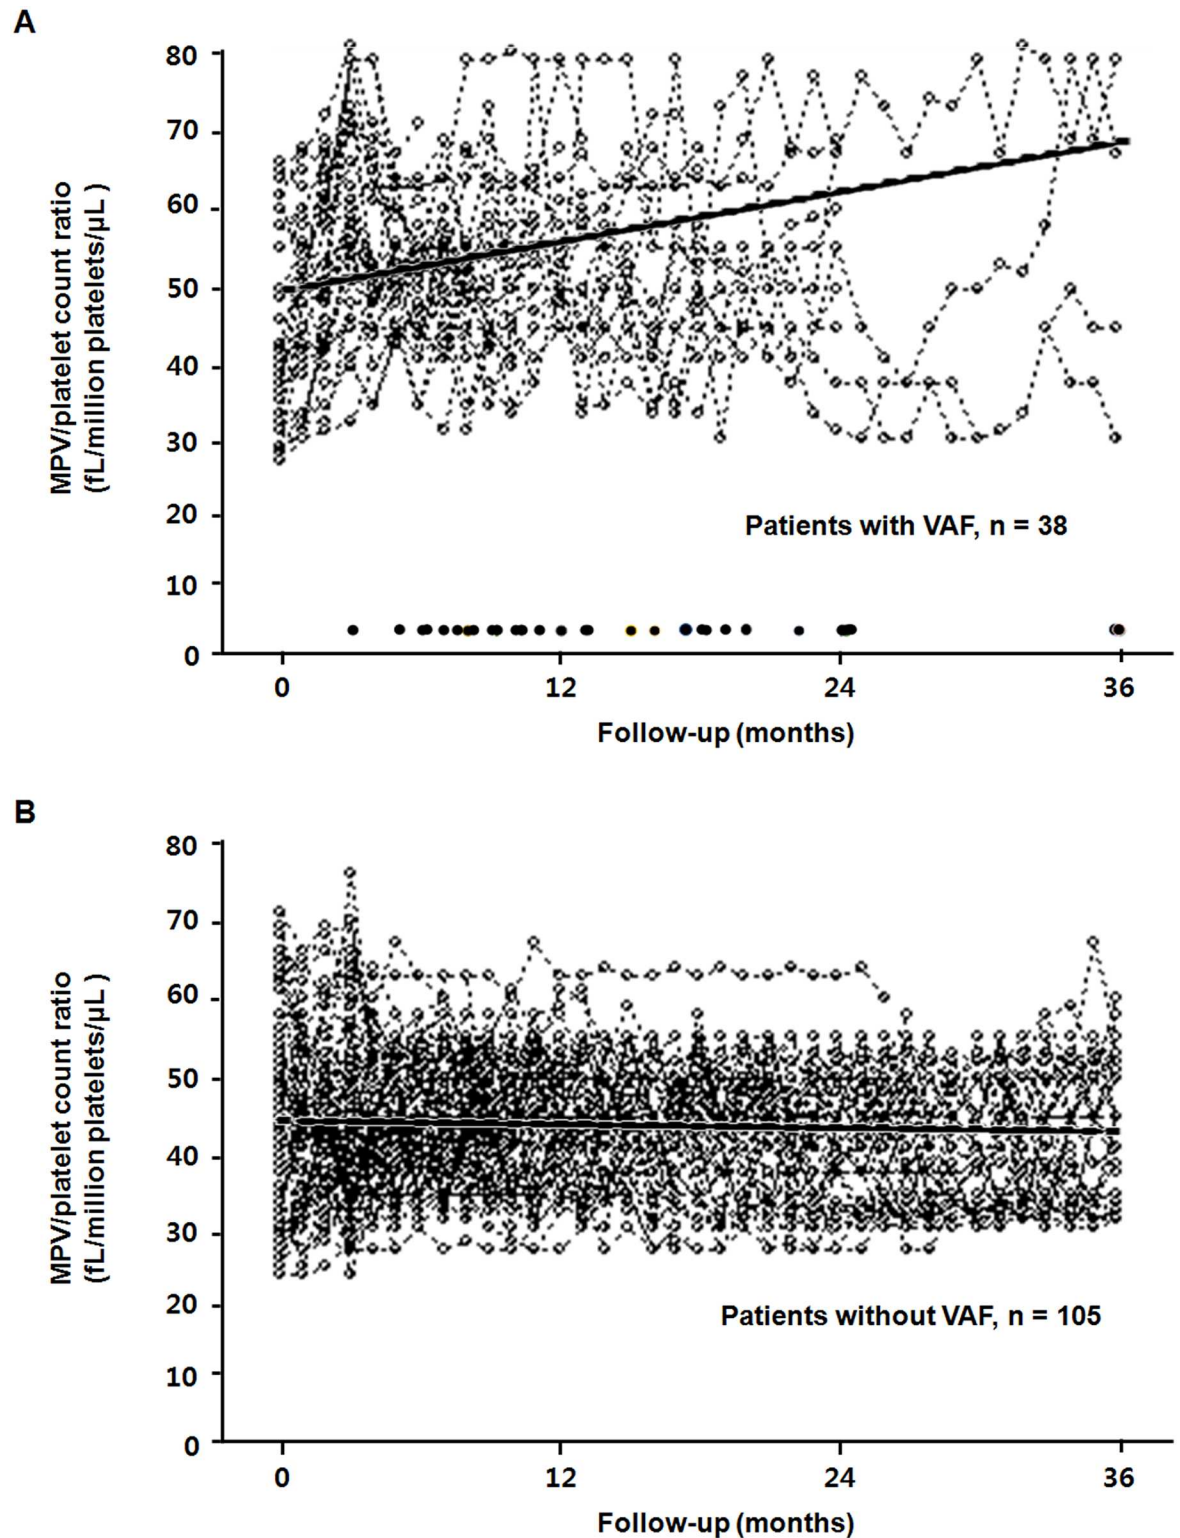 A
80
70
60
50
40
30
20
10
0
MPV/platelet count ratio
(fL/million platelets/µL )
Patients with VAF, n = 38
0 12 24 36
Follow-up (months)
B
80
70
60
50
40
30
20
10
0
MPV/platelet count ratio
(fL/million platelets/µL )
Patients without VAF, n = 105
0 12 24 36
Follow-up (months)